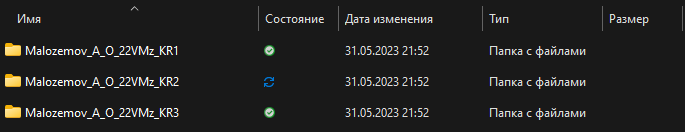 Имя Состояние Дата изменения Тип Размер
Malozemov_A_O_22VMz_KR1 31.05.2023 21:52 Папка с файлами
Malozemov_A_O_22VMz_KR2 31.05.2023 21:52 Папка с файлами
Malozemov_A_O_22VMz_KR3 31.05.2023 21:52 Папка с файлами